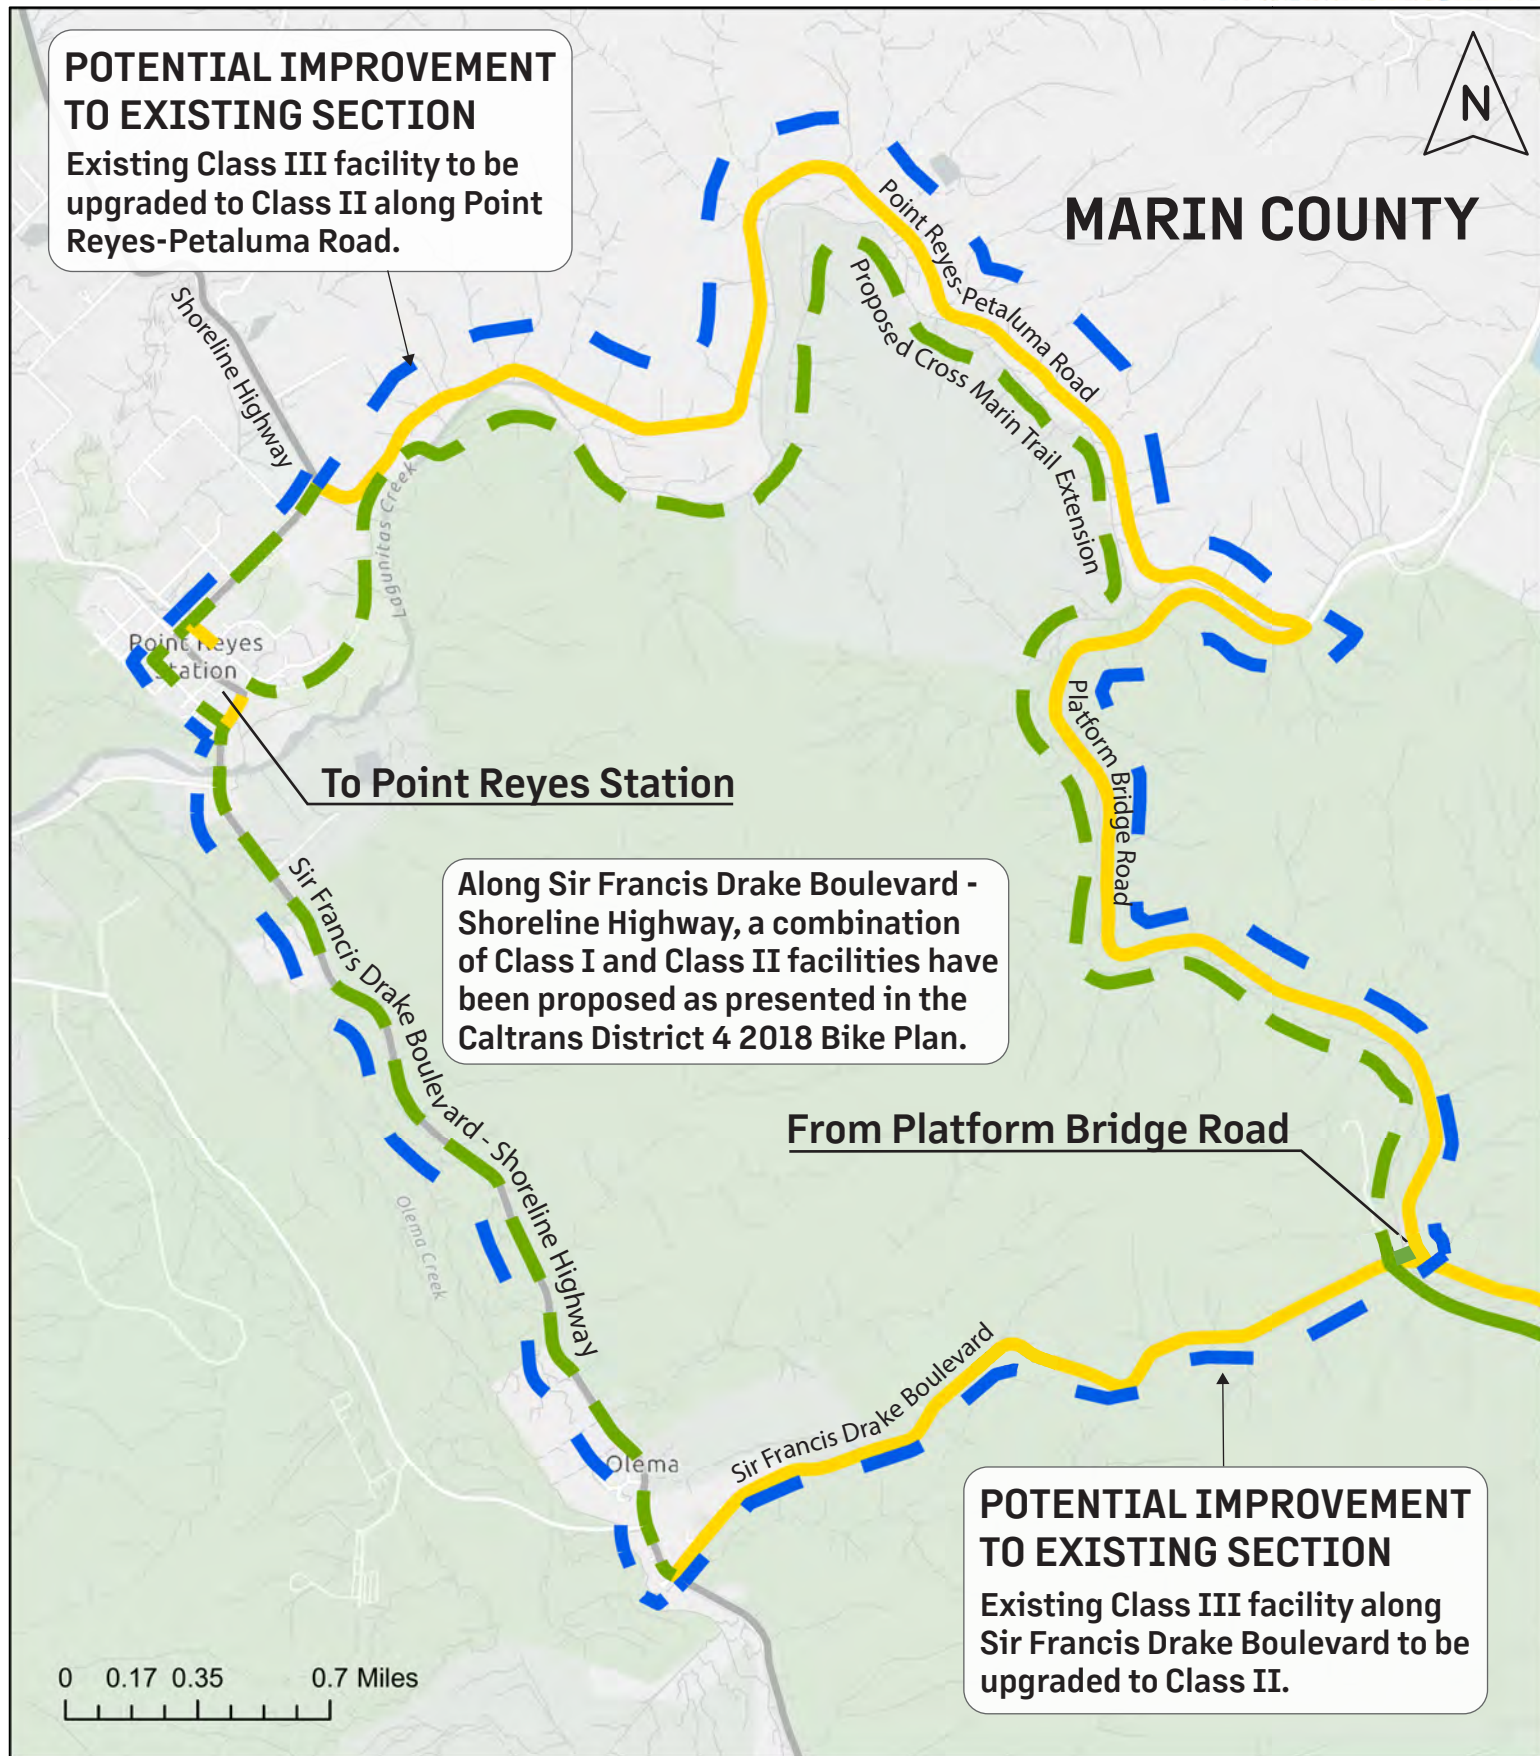 POTENTIAL IMPROVEMENT
TO EXISTING SECTION
Existing Class III facility to be
upgraded to Class II along Point
Reyes-Petaluma Road.
N
MARIN COUNTY
Shoreline Highway
Point Reyes-Petaluma Road
Proposed Cross Marin Trail Extension
Lagunitas Creek
Point Reyes
Station
Platform Bridge Road
To Point Reyes Station
Sir Francis Drake Boulevard - Shoreline Highway
Along Sir Francis Drake Boulevard -
Shoreline Highway, a combination
of Class I and Class II facilities have
been proposed as presented in the
Caltrans District 4 2018 Bike Plan.
From Platform Bridge Road
Olema Creek
Sir Francis Drake Boulevard
Olema
POTENTIAL IMPROVEMENT
TO EXISTING SECTION
Existing Class III facility along
Sir Francis Drake Boulevard to be
upgraded to Class II.
0 0.17 0.35 0.7 Miles